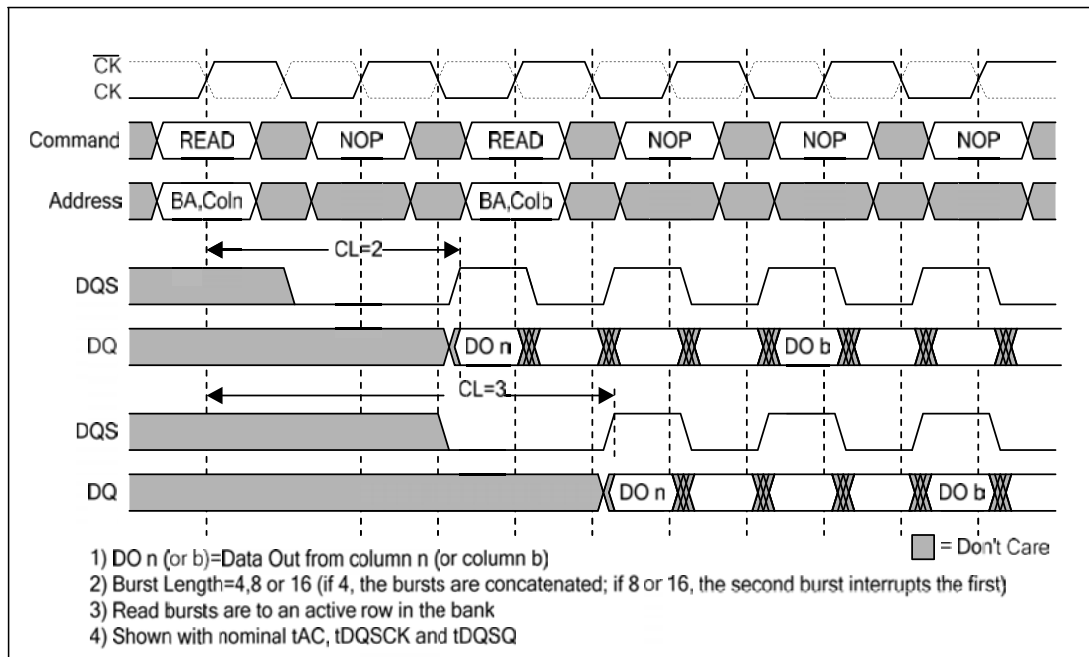 CK
CK
Command READ NOP READ NOP NOP NOP
Address BA,Coln BA,Colb
CL=2
DQS
DQ DO n DO b
CL=3
DQS
DQ DO n DO b
1) DO n (or b)=Data Out from column n (or column b)
= Don't Care
2) Burst Length=4,8 or 16 (if 4, the bursts are concatenated; if 8 or 16, the second burst interrupts the first)
3) Read bursts are to an active row in the bank
4) Shown with nominal tAC, tDQSCK and tDQSQ